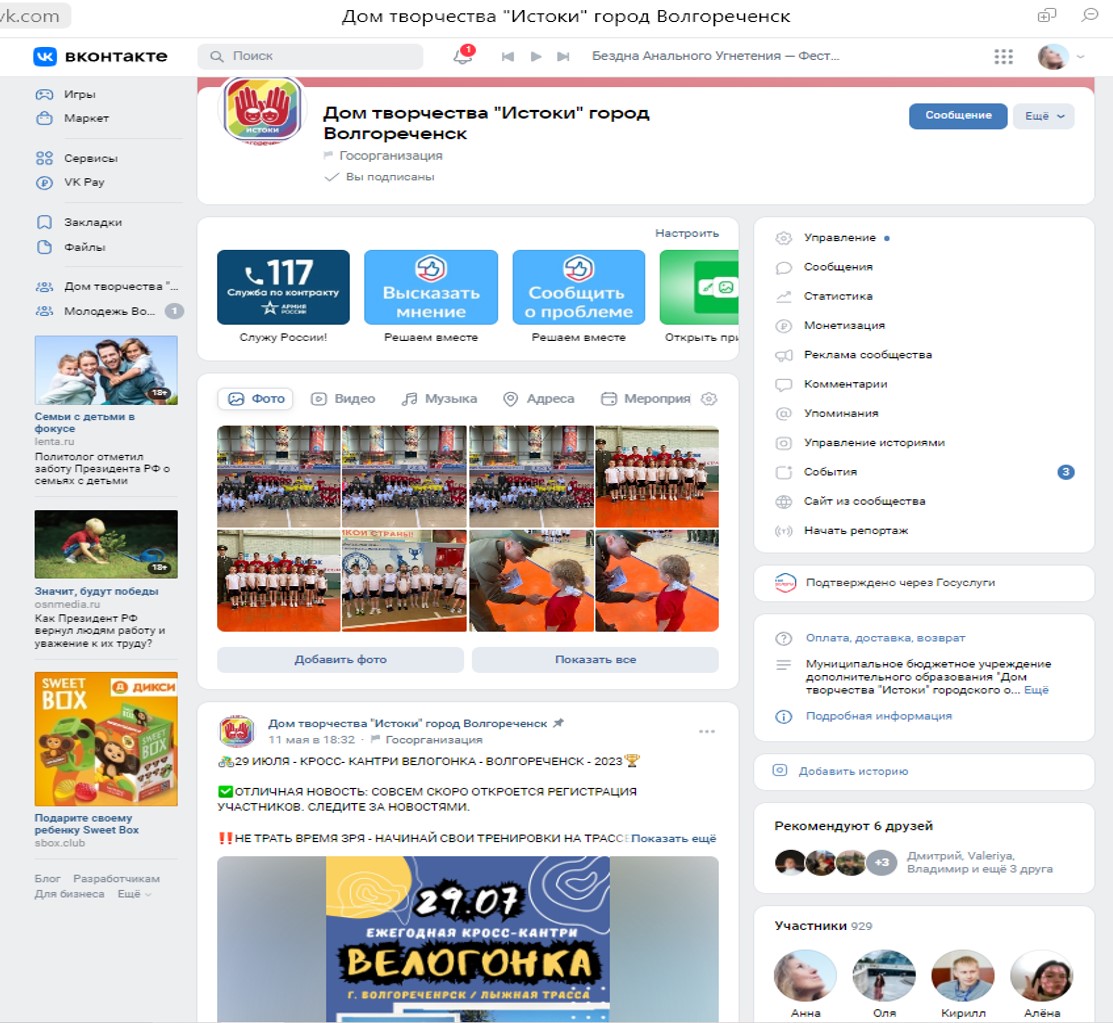 vk.com
Дом творчества "Истоки" город Волгореченск
вконтакте
Поиск
1
Бездна Анального Угнетения — Фест...
Игры
Маркет
Сервисы
VK Pay
Закладки
Файлы
Дом творчества "...
Молодежь Во...
1
18+
Семьи с детьми в
фокусе
lenta.ru
Политолог отметил
заботу Президента РФ о
семьях с детьми
18+
Значит, будут победы
osnmedia.ru
Как Президент РФ
вернул людям работу и
уважение к их труду?
SWEET
BOX
Д ДИКСИ
SWEET
BOX
Подарите своему
ребенку Sweet Box
sbox.club
Блог Разработчикам
Для бизнеса Ещё
ИСТОКИ
Дом творчества "Истоки" город
Волгореченск
Госорганизация
Вы подписаны
Сообщение
Ещё
Настроить
117
Служба по контракту
АРМИЯ
РОССИИ
Служу России!
Высказать
мнение
Решаем вместе
Сообщить
о проблеме
Решаем вместе
Открыть при
Фото
Видео
Музыка
Адреса
Мероприя
КОЙ СТРАНЫ!
Добавить фото
Показать все
Дом творчества "Истоки" город Волгореченск
11 мая в 18:32 · Госорганизация
🚴29 ИЮЛЯ - КРОСС- КАНТРИ ВЕЛОГОНКА - ВОЛГОРЕЧЕНСК - 2023🏆
✅ОТЛИЧНАЯ НОВОСТЬ: СОВСЕМ СКОРО ОТКРОЕТСЯ РЕГИСТРАЦИЯ
УЧАСТНИКОВ. СЛЕДИТЕ ЗА НОВОСТЯМИ.
‼НЕ ТРАТЬ ВРЕМЯ ЗРЯ - НАЧИНАЙ СВОИ ТРЕНИРОВКИ НА ТРАССЕ Показать ещё
29.07
ЕЖЕГОДНАЯ КРОСС-КАНТРИ
ВЕЛОГОНКА
Г. ВОЛГОРЕЧЕНРСК / ЛЫЖНАЯ ТРАССА
Управление
Сообщения
Статистика
Монетизация
Реклама сообщества
Комментарии
Упоминания
Управление историями
События
3
Сайт из сообщества
Начать репортаж
Подтверждено через Госуслуги
Оплата, доставка, возврат
Муниципальное бюджетное учреждение
дополнительного образования "Дом
творчества "Истоки" городского о... Ещё
Подробная информация
Добавить историю
Рекомендуют 6 друзей
+3
Дмитрий, Valeriya,
Владимир и ещё 3 друга
Участники 929
Анна
Оля
Кирилл
Алёна